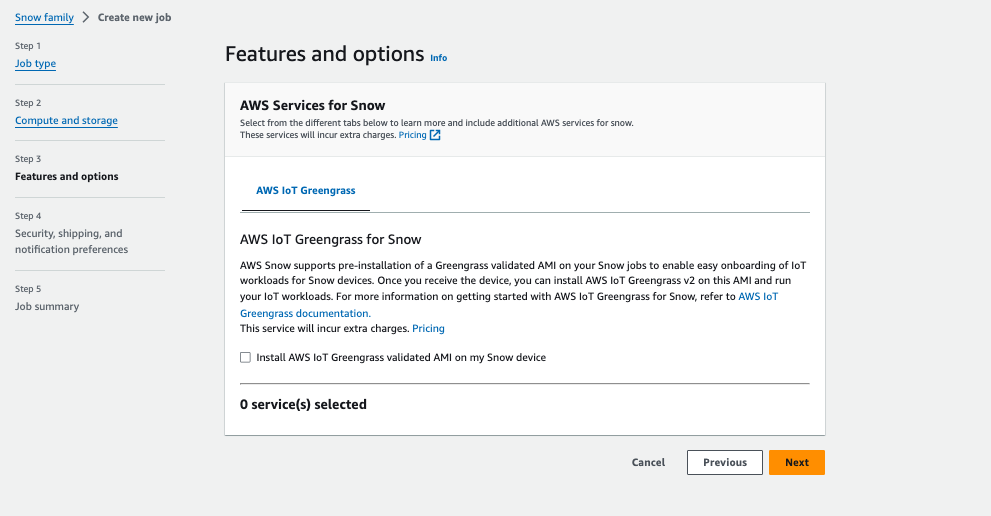 Snow family > Create new job
Step 1
Job type
Step 2
Compute and storage
Step 3
Features and options
Step 4
Security, shipping, and
notification preferences
Step 5
Job summary
Features and options Info
AWS Services for Snow
Select from the different tabs below to learn more and include additional AWS services for snow.
These services will incur extra charges. Pricing
AWS IoT Greengrass
AWS IoT Greengrass for Snow
AWS Snow supports pre-installation of a Greengrass validated AMI on your Snow jobs to enable easy onboarding of IoT
workloads for Snow devices. Once you receive the device, you can install AWS IoT Greengrass v2 on this AMI and run
your IoT workloads. For more information on getting started with AWS IoT Greengrass for Snow, refer to AWS IoT
Greengrass documentation.
This service will incur extra charges. Pricing
Install AWS IoT Greengrass validated AMI on my Snow device
0 service(s) selected
Cancel Previous Next